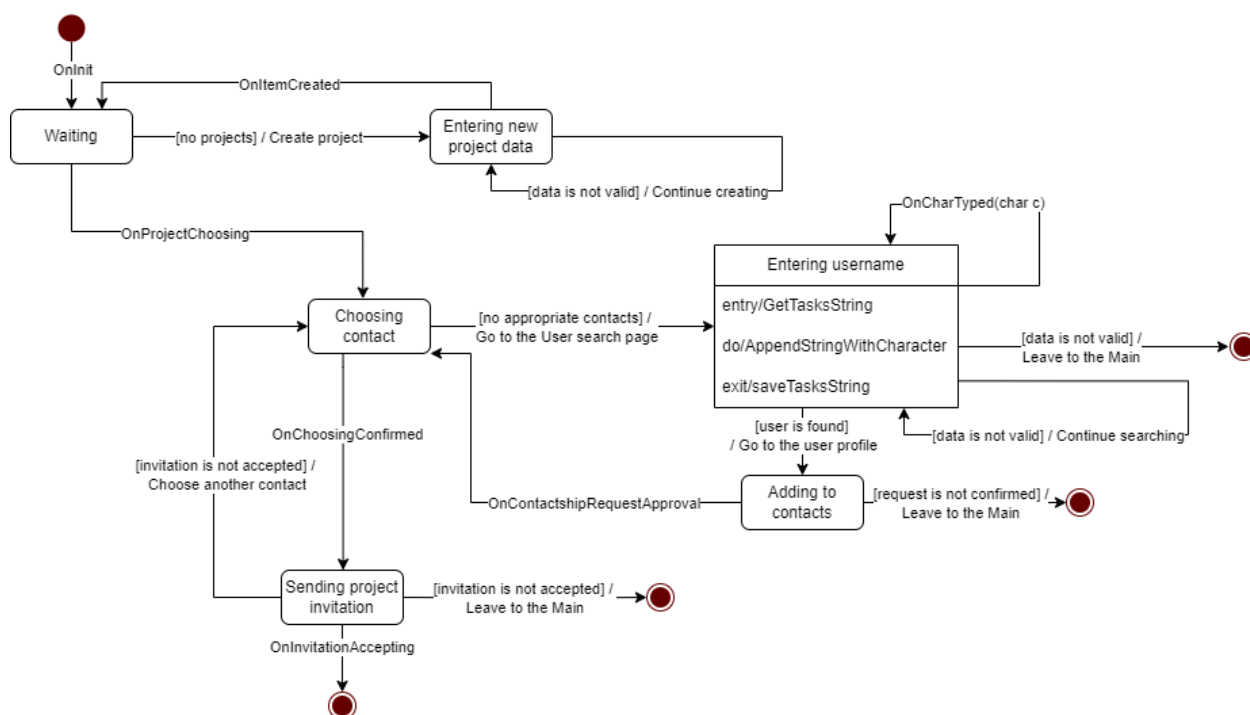 OnInit
OnItemCreated
Waiting
[no projects] / Create project
Entering new
project data
[data is not valid] / Continue creating
OnCharTyped(char c)
OnProjectChoosing
Entering username
entry/GetTasksString
do/AppendStringWithCharacter
exit/saveTasksString
Choosing
contact
[no appropriate contacts] /
Go to the User search page
[data is not valid] /
Leave to the Main
OnChoosingConfirmed
[user is found]
/ Go to the user profile
[data is not valid] / Continue searching
[invitation is not accepted] /
Choose another contact
OnContactshipRequestApproval
Adding to
contacts
[request is not confirmed] /
Leave to the Main
Sending project
invitation
[invitation is not accepted] /
Leave to the Main
OnInvitationAccepting